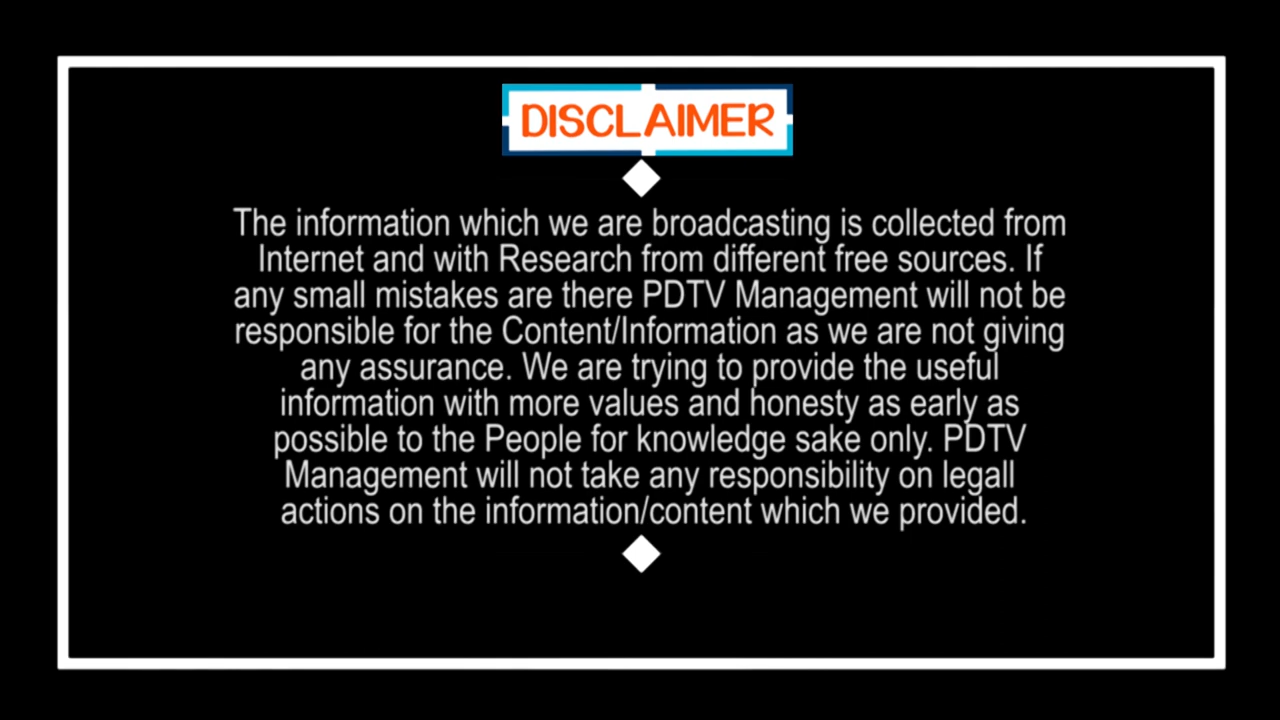 DISCLAIMER
The information which we are broadcasting is collected from
Internet and with Research from different free sources. If
any small mistakes are there PDTV Management will not be
responsible for the Content/Information as we are not giving
any assurance. We are trying to provide the useful
information with more values and honesty as early as
possible to the People for knowledge sake only. PDTV
Management will not take any responsibility on legall
actions on the information/content which we provided.